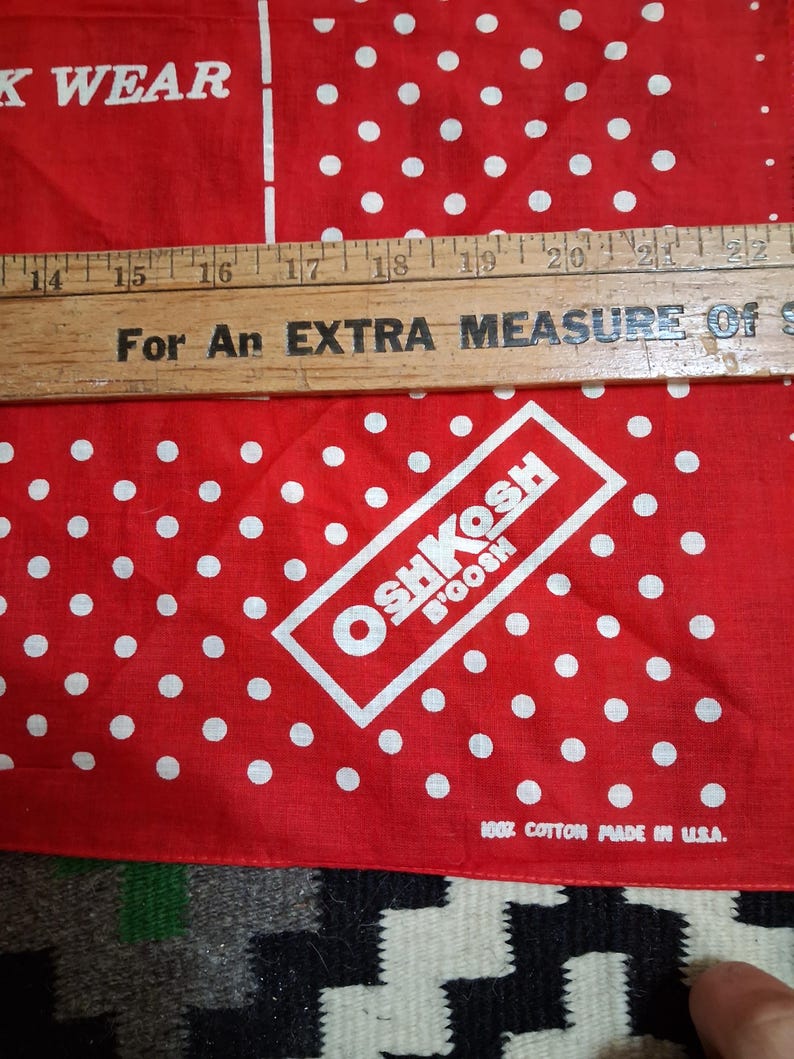 K WEAR
14 15 16 17 18 19 20 21 22
For An EXTRA MEASURE Of S
OSHKOSH
B'GOSH
100% COTTON MADE IN U.S.A.